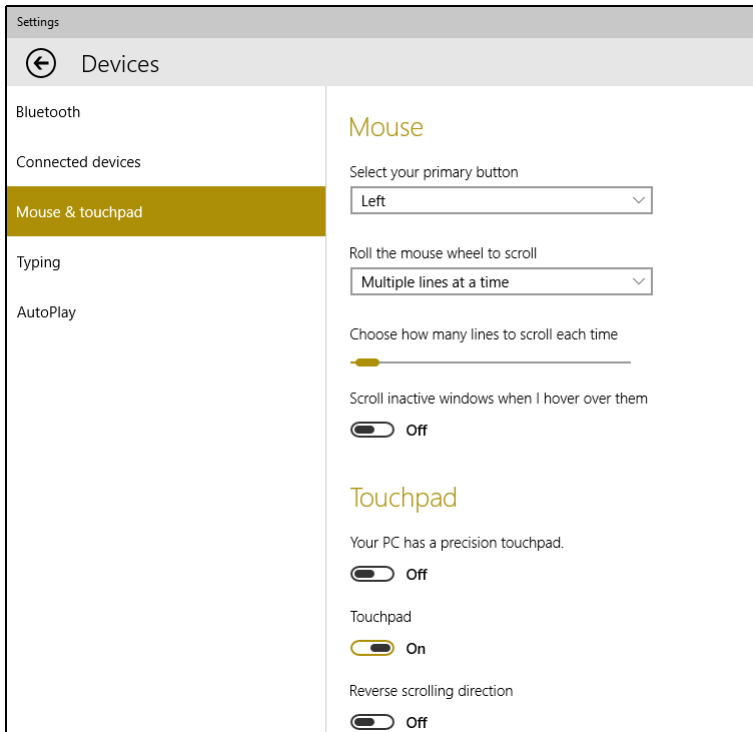 Settings
Devices
Bluetooth
Connected devices
Mouse & touchpad
Typing
AutoPlay
Mouse
Select your primary button
Left
Roll the mouse wheel to scroll
Multiple lines at a time
Choose how many lines to scroll each time
Scroll inactive windows when I hover over them
Off
Touchpad
Your PC has a precision touchpad.
Off
Touchpad
On
Reverse scrolling direction
Off